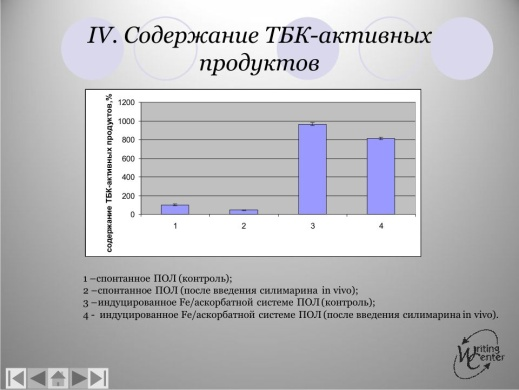 IV. Содержание ТБК-активных
продуктов
содержание ТБК-активных продуктов,%
1200
1000
800
600
400
200
0
1 2 3 4
1 –спонтанное ПОЛ (контроль);
2 –спонтанное ПОЛ (после введения силимарина in vivo);
3 –индуцированное Fe/аскорбатной системе ПОЛ (контроль);
4 - индуцированное Fe/аскорбатной системе ПОЛ (после введения силимарина in vivo).
Writing
Center